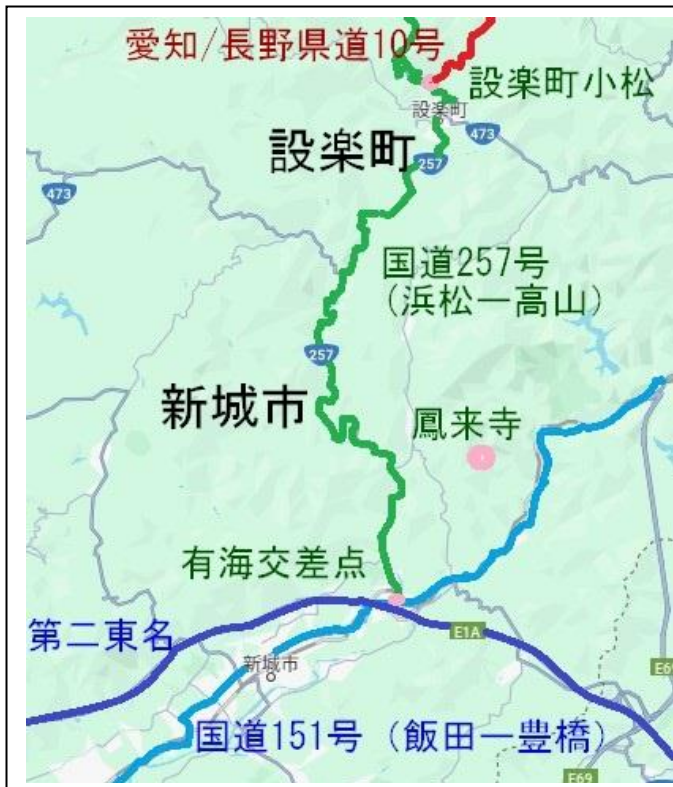 愛知/長野県道10号
設楽町小松
設楽町
473
設楽町
257
473
国道257号
(浜松ー高山)
257
新城市
鳳来寺
有海交差点
第二東名
E1A
新城市
E69
国道151号 (飯田ー豊橋)
E69